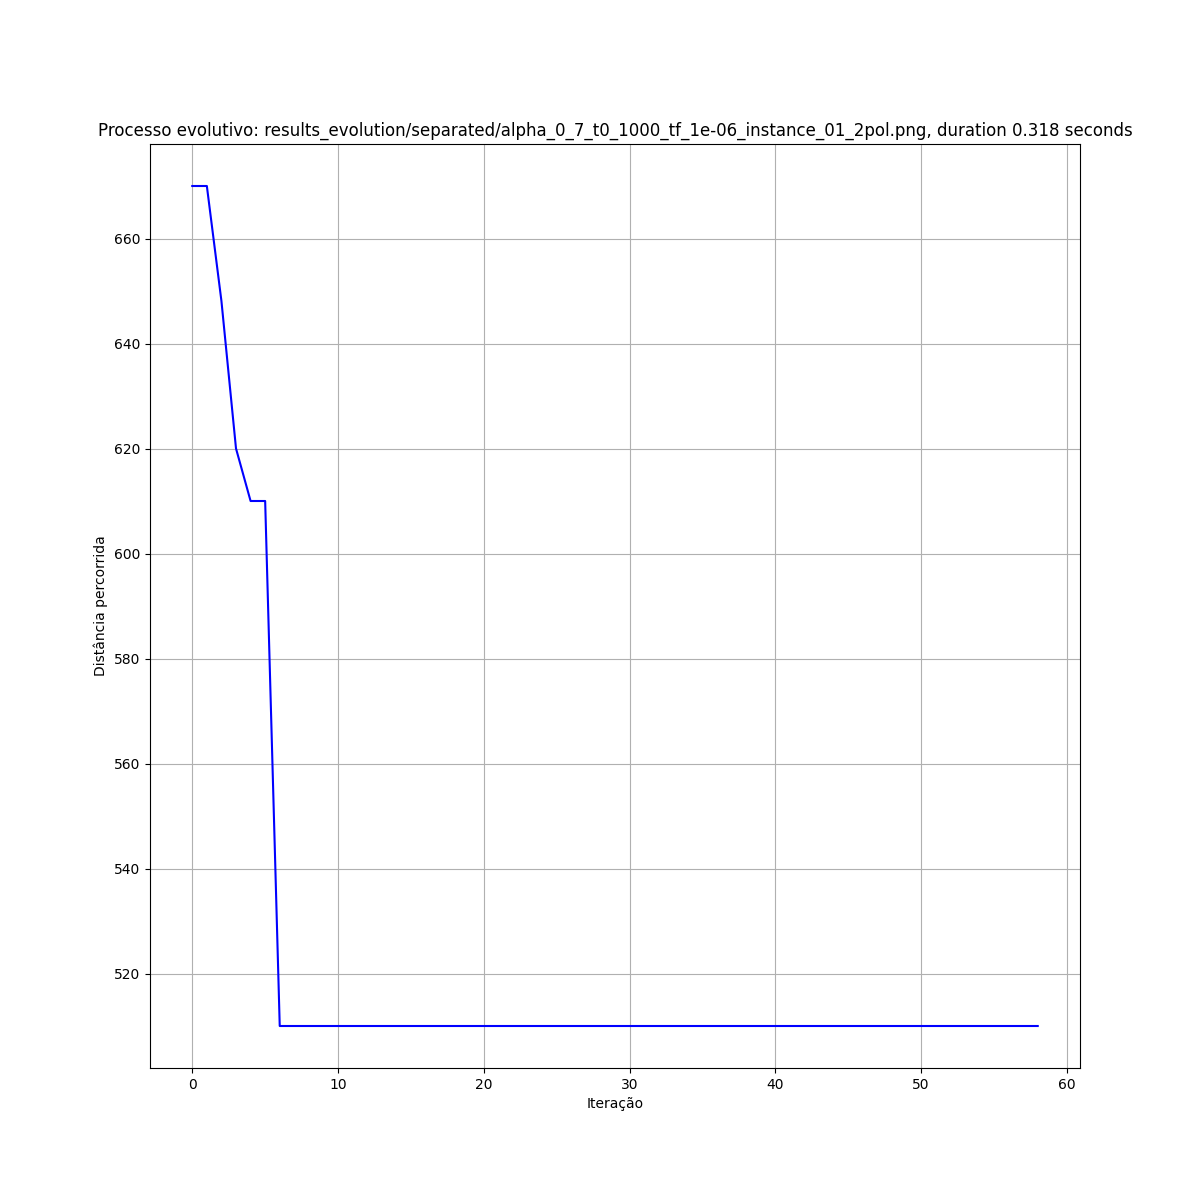 Processo evolutivo: results_evolution/separated/alpha_0_7_t0_1000_tf_1e-06_instance_01_2pol.png, duration 0.318 seconds
660
640
620
600
580
560
540
520
Distância percorrida
0 10 20 30 40 50 60
Iteração